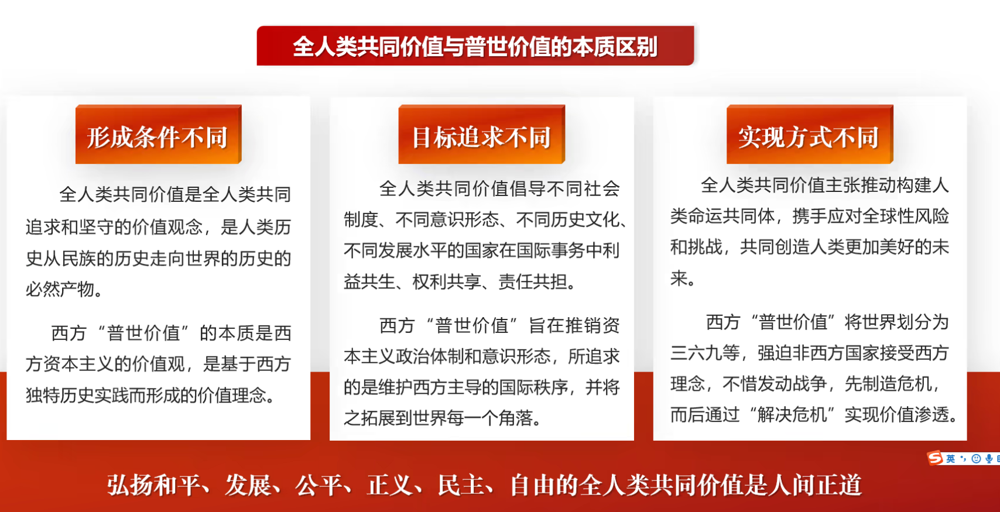 全人类共同价值与普世价值的本质区别
形成条件不同
全人类共同价值是全人类共同
追求和坚守的价值观念，是人类历
史从民族的历史走向世界的历史的
必然产物。
西方“普世价值”的本质是西
方资本主义的价值观，是基于西方
独特历史实践而形成的价值理念。
目标追求不同
全人类共同价值倡导不同社会
制度、不同意识形态、不同历史文化、
不同发展水平的国家在国际事务中利
益共生、权利共享、责任共担。
西方“普世价值”旨在推销资
本主义政治体制和意识形态，所追求
的是维护西方主导的国际秩序，并将
之拓展到世界每一个角落。
实现方式不同
全人类共同价值主张推动构建人
类命运共同体，携手应对全球性风险
和挑战，共同创造人类更加美好的未
来。
西方“普世价值”将世界划分为
三六九等，强迫非西方国家接受西方
理念，不惜发动战争，先制造危机，
而后通过“解决危机”实现价值渗透。
弘扬和平、发展、公平、正义、民主、自由的全人类共同价值是人间正道
英